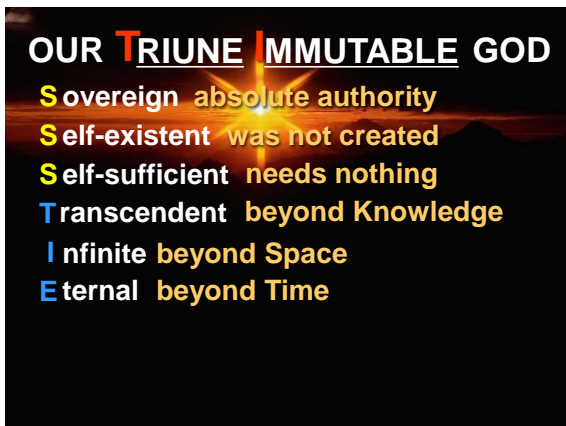 OUR TRIUNE IMMUTABLE GOD
Sovereign absolute authority
Self-existent was not created
Self-sufficient needs nothing
Transcendent beyond Knowledge
Infinite beyond Space
Eternal beyond Time